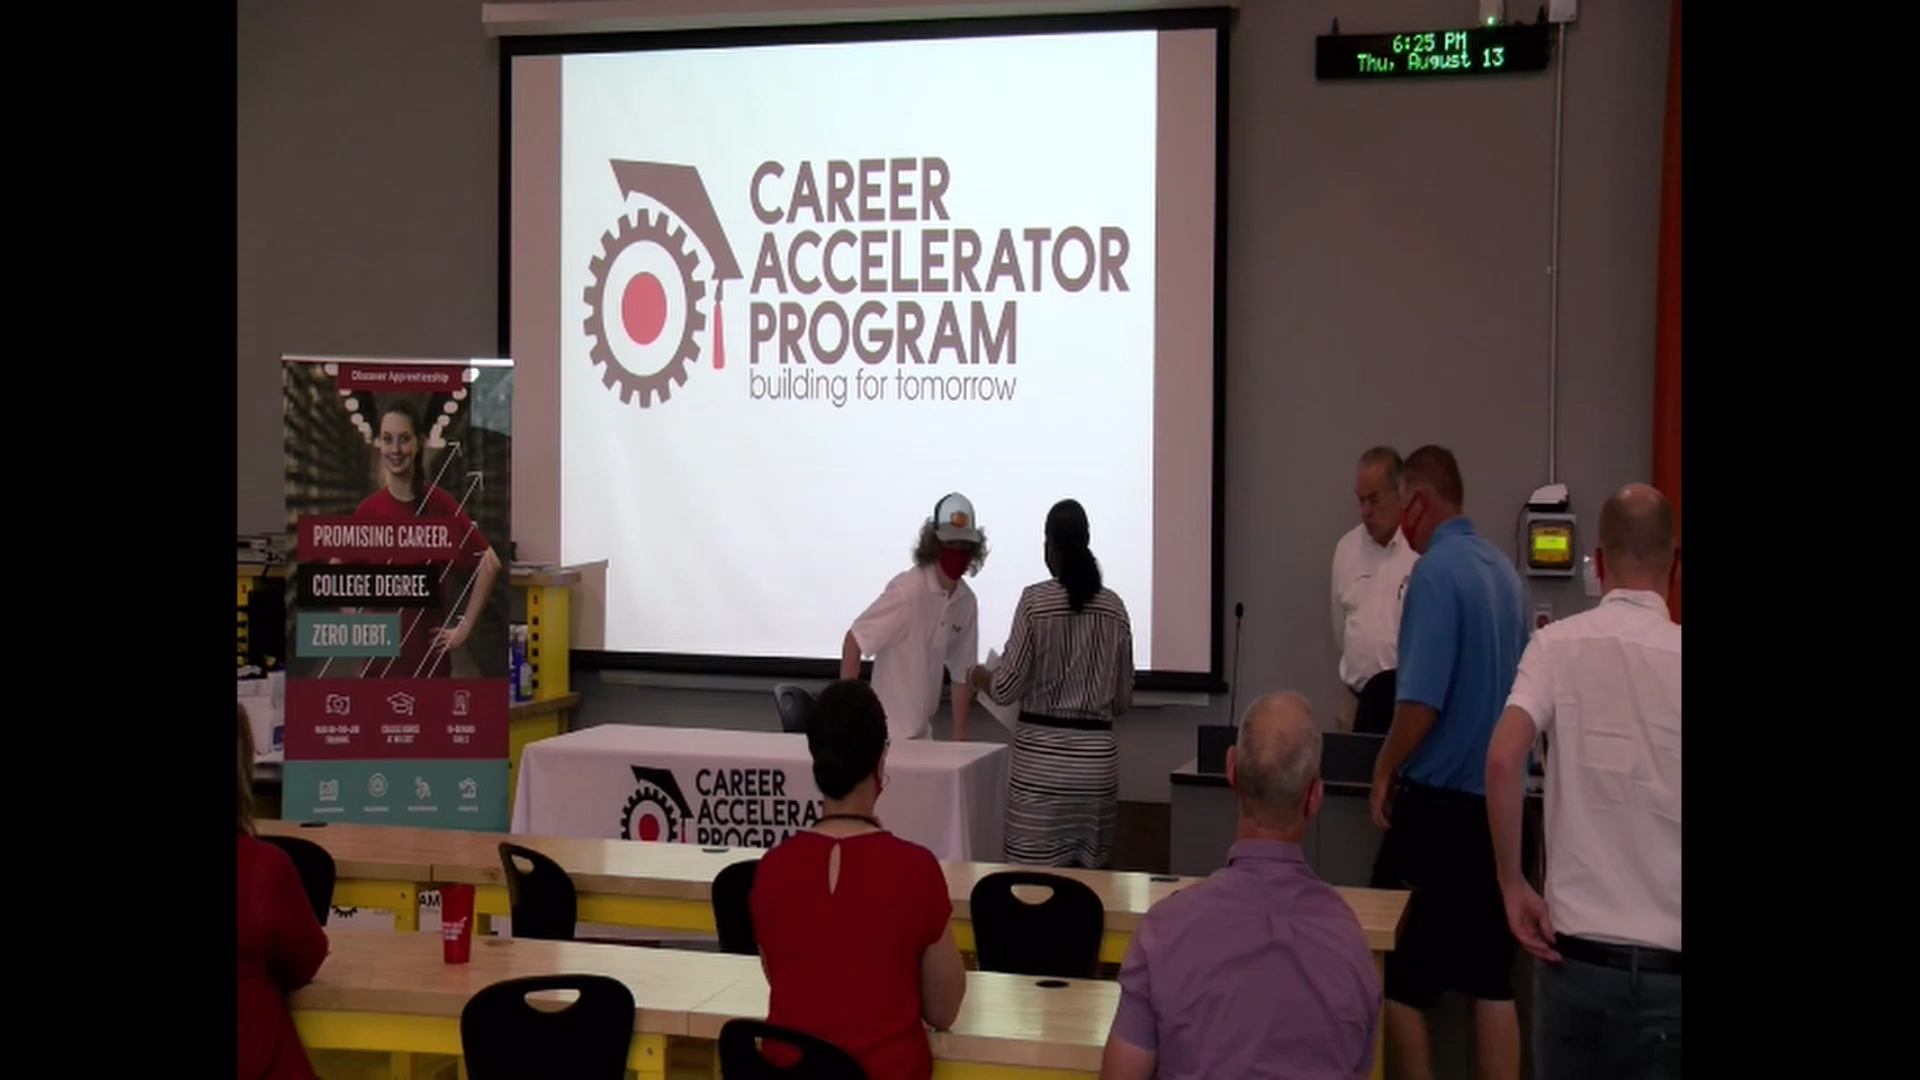 6:25 PM
Thu, August 13
CAREER
ACCELERATOR
PROGRAM
building for tomorrow
Discover Apprenticeship
PROMISING CAREER.
COLLEGE DEGREE.
ZERO DEBT.
CAREER
ACCELERAT
PROGRA
AM